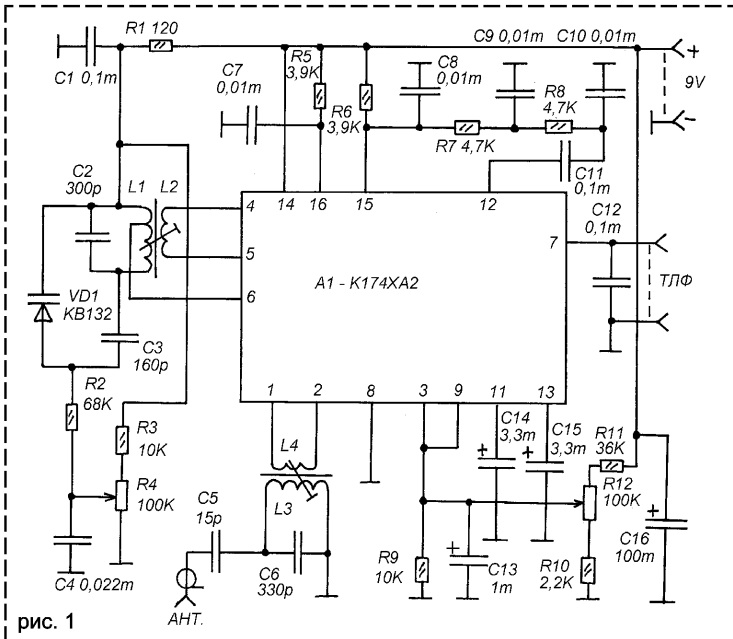 R1 120
C1 0,1m
C7
0,01m
R5
3,9K
R6
3,9K
C8
0,01m
C9 0,01m
C10 0,01m
R8
4,7K
R7 4,7K
C11
0,1m
+
9V
-
C2
300p
L1
L2
4
14
16
15
12
5
6
7
A1 - K174XA2
C12
0,1m
ТЛФ
VD1
KB132
C3
160p
R2
68K
R3
10K
R4
100K
C4 0,022m
1
2
8
3
9
11
13
L4
L3
C5
15p
C6
330p
АНТ.
C14
3,3m
+
C15
3,3m
+
R11
36K
R12
100K
R9
10K
+
C13
1m
R10
2,2K
+
C16
100m
рис. 1